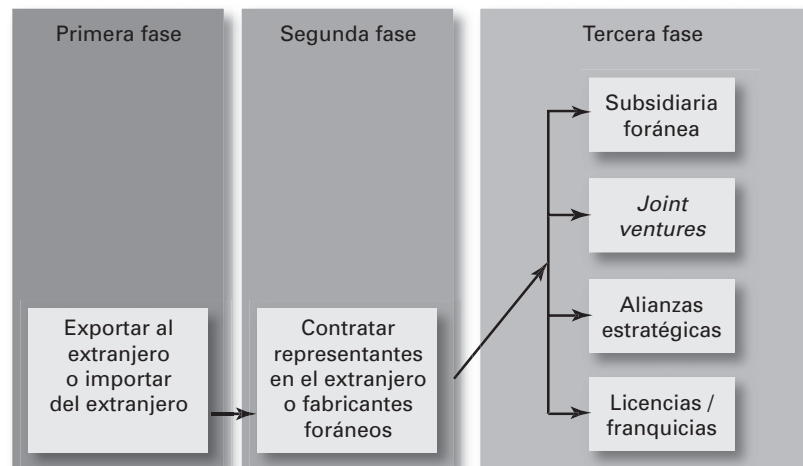 Primera fase
Exportar al
extranjero
o importar
del extranjero
Segunda fase
Contratar
representantes
en el extranjero
o fabricantes
foráneos
Tercera fase
Subsidiaria
foránea
Joint
ventures
Alianzas
estratégicas
Licencias /
franquicias